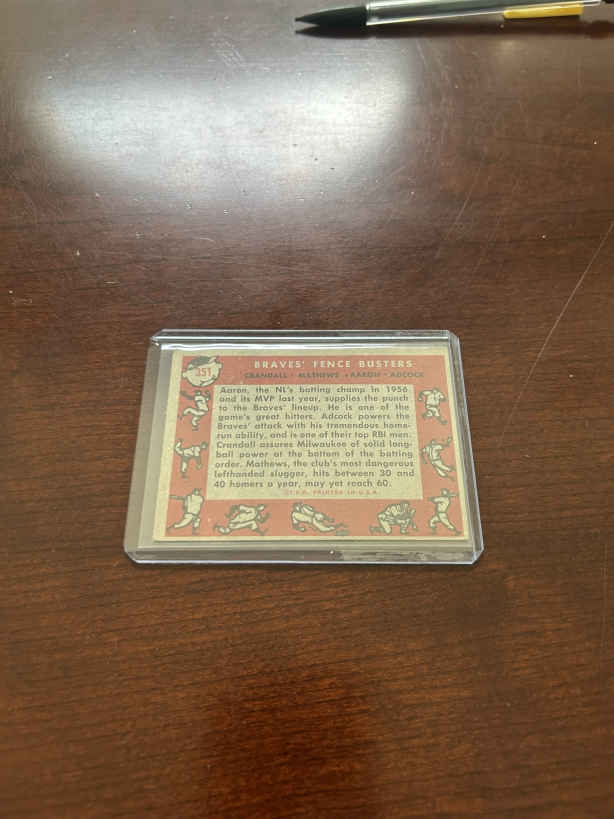 351
BRAVES' FENCE BUSTERS
CRANDALL • MATHEWS • AARON • ADCOCK
Aaron, the NL's batting champ in 1956
and its MVP last year, supplies the punch
to the Braves' lineup. He is one of the
game's great hitters. Adcock powers the
Braves' attack with his tremendous home-
run ability, and is one of their top RBI men.
Crandall assures Milwaukee of solid long-
ball power at the bottom of the batting
order. Mathews, the club's most dangerous
lefthanded slugger, hits between 30 and
40 homers a year, may yet reach 60.
©T.C.G. PRINTED IN U.S.A.